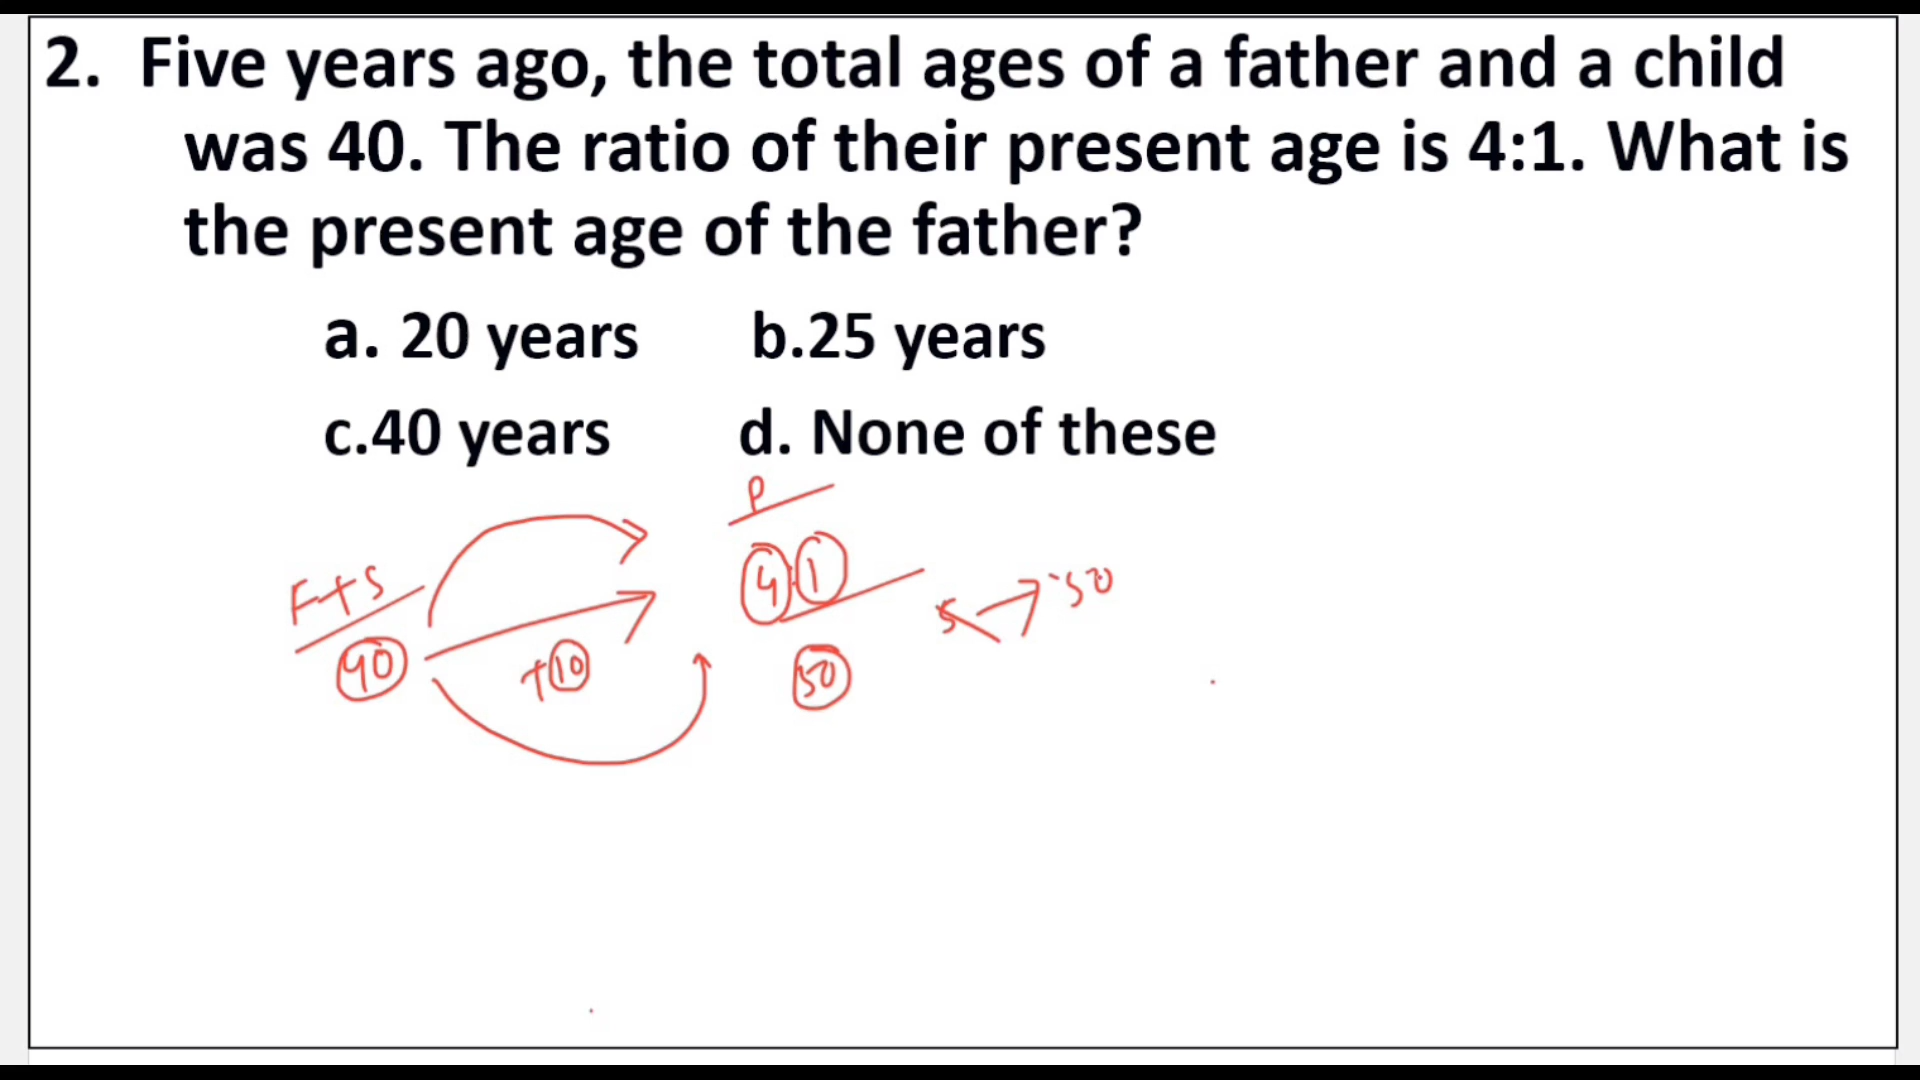 2. Five years ago, the total ages of a father and a child
was 40. The ratio of their present age is 4:1. What is
the present age of the father?
a. 20 years b.25 years
c.40 years d. None of these
P
F+S
4:1
5 → 50
40
+10
50